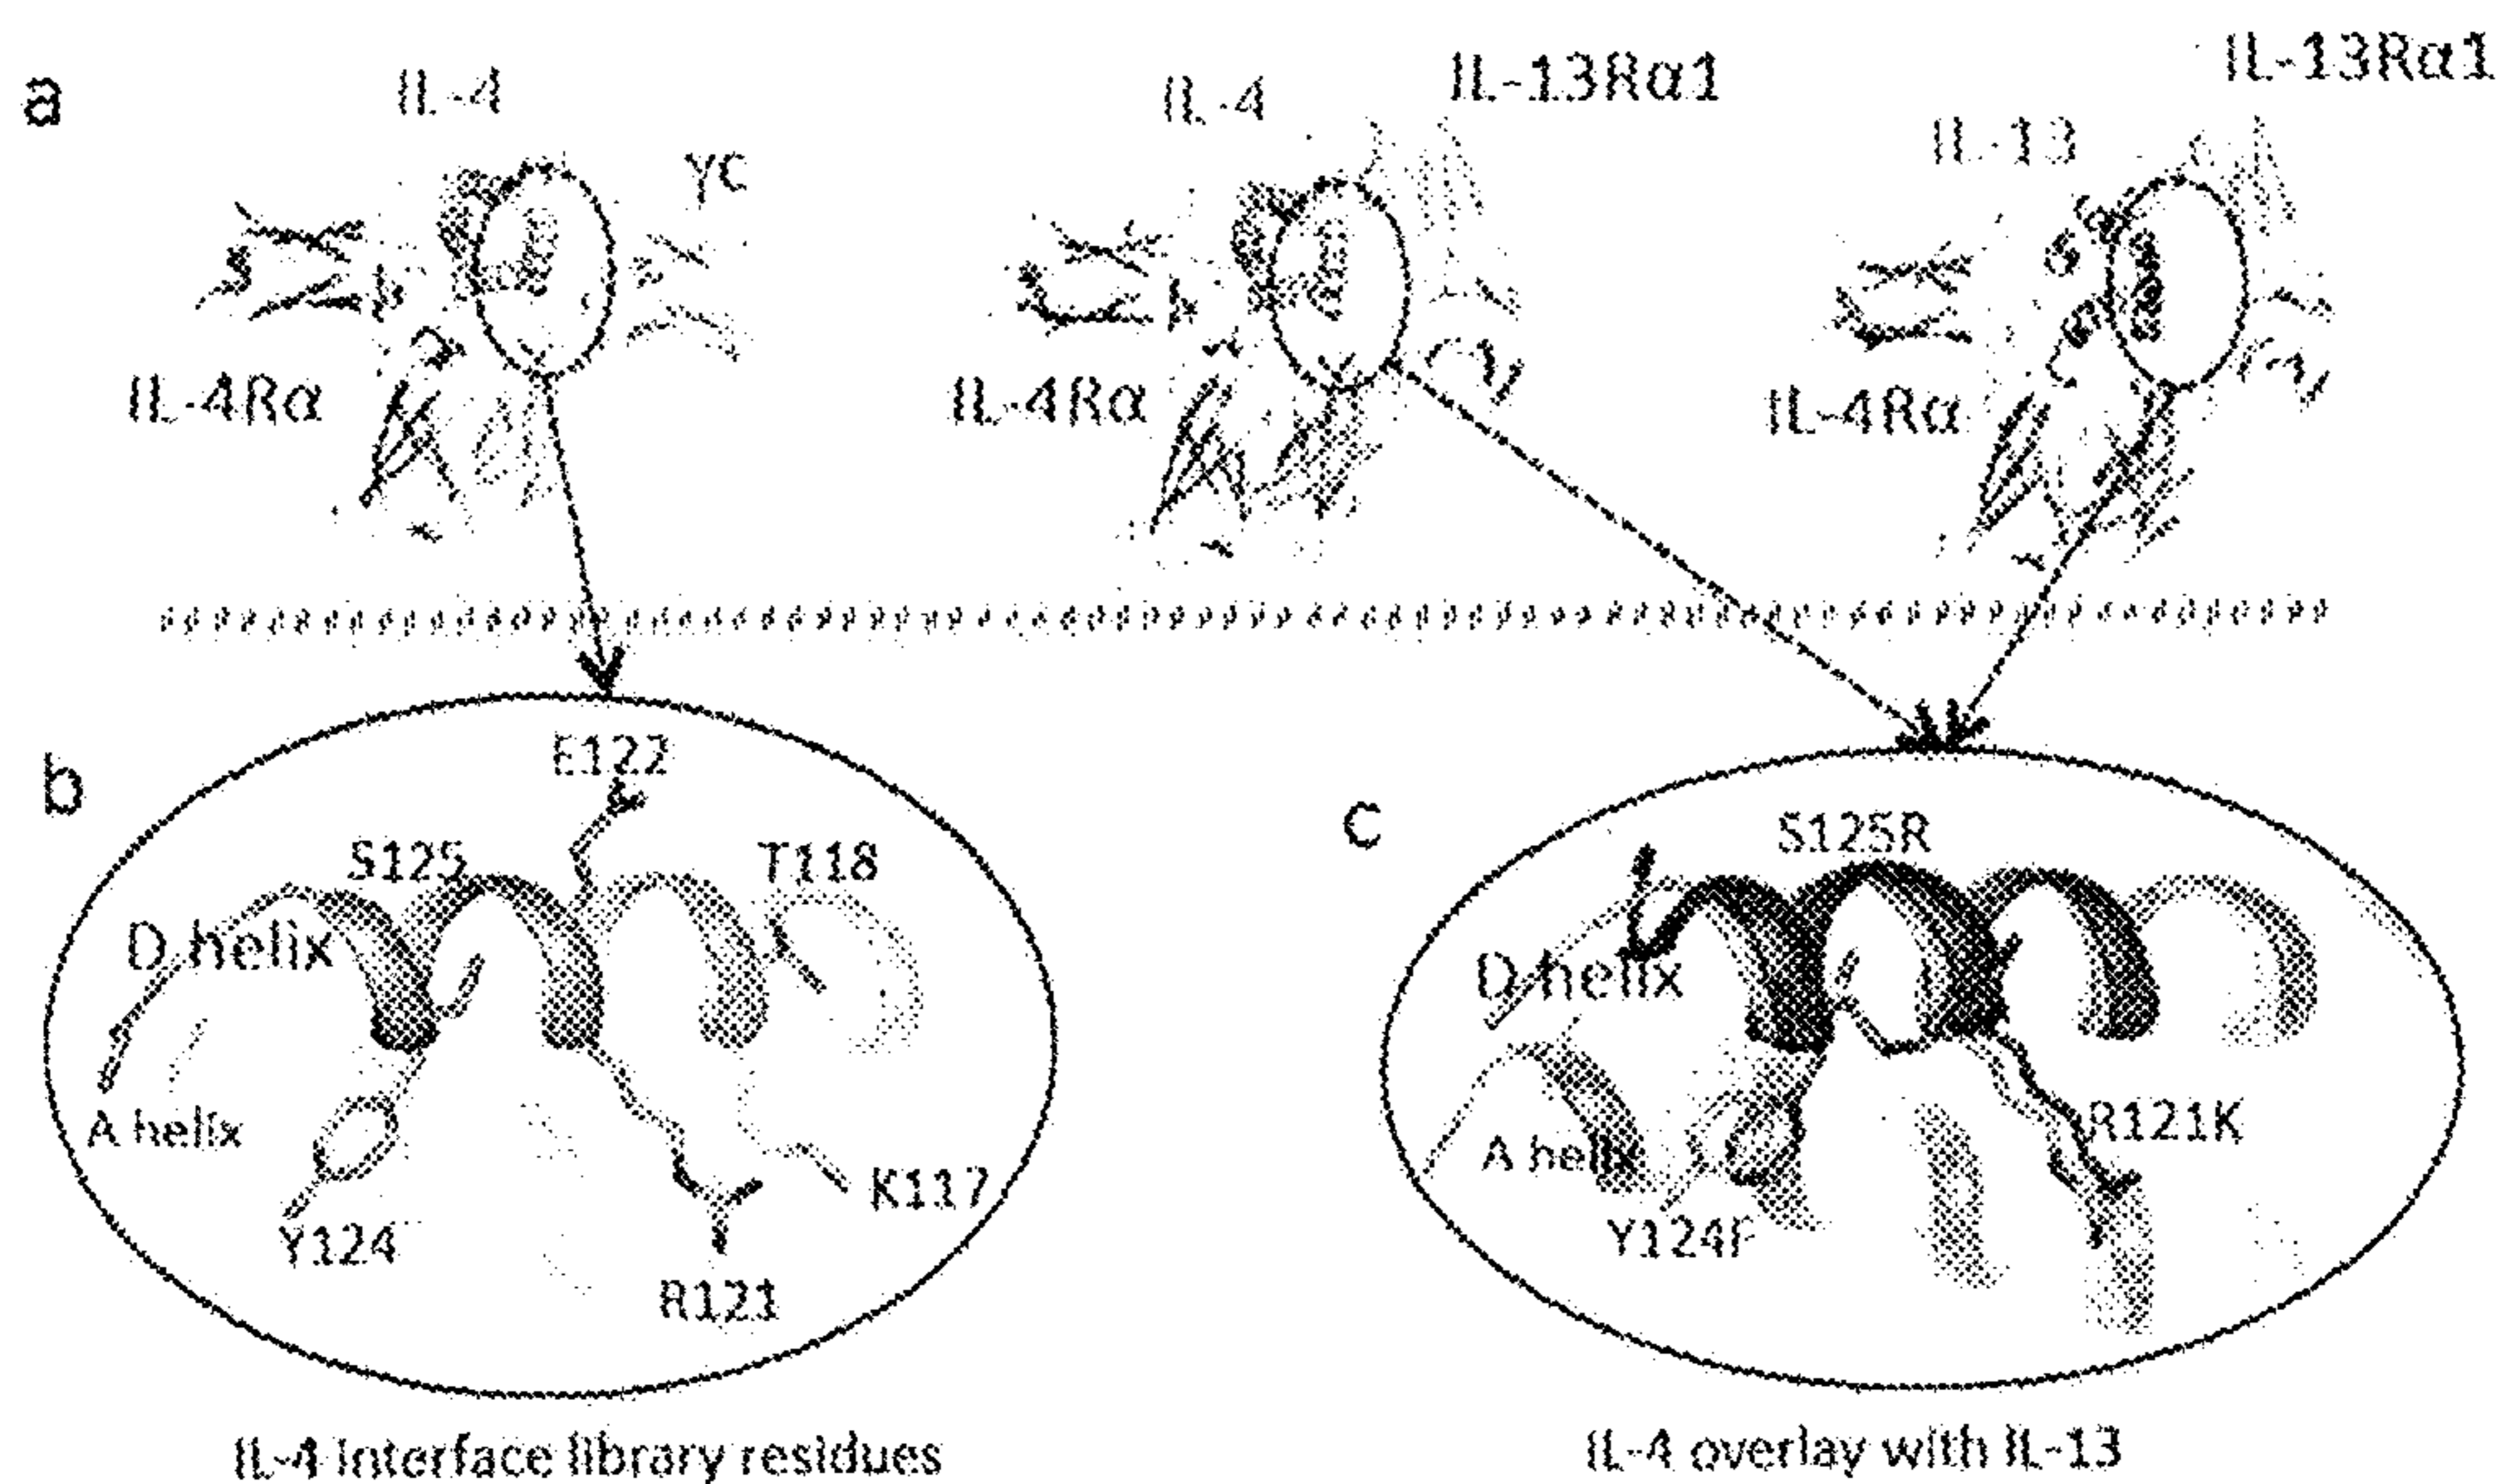 a
IL-4
γC
IL-4Rα
IL-4
IL-13Rα1
IL-4Rα
IL-13Rα1
IL-13
IL-4Rα
b
E122
S125
T118
D helix
A helix
Y124
R121
K117
IL-4 Interface library residues
c
S125R
D helix
A helix
R121K
Y124F
IL-4 overlay with IL-13